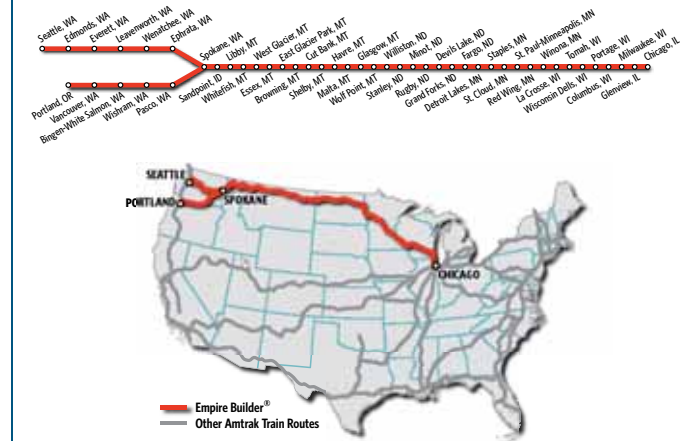 Seattle, WA
Edmonds, WA
Everett, WA
Leavenworth, WA
Wenatchee, WA
Ephrata, WA
Portland, OR
Vancouver, WA
Bingen-White Salmon, WA
Wishram, WA
Pasco, WA
Spokane, WA
Sandpoint, ID
Libby, MT
Whitefish, MT
West Glacier, MT
Essex, MT
East Glacier Park, MT
Browning, MT
Cut Bank, MT
Shelby, MT
Havre, MT
Malta, MT
Glasgow, MT
Wolf Point, MT
Williston, ND
Stanley, ND
Minot, ND
Rugby, ND
Devils Lake, ND
Grand Forks, ND
Fargo, ND
Detroit Lakes, MN
Staples, MN
St. Cloud, MN
St. Paul-Minneapolis, MN
Red Wing, MN
Winona, MN
La Crosse, WI
Tomah, WI
Wisconsin Dells, WI
Portage, WI
Columbus, WI
Milwaukee, WI
Glenview, IL
Chicago, IL
SEATTLE
PORTLAND
SPOKANE
CHICAGO
Empire Builder®
Other Amtrak Train Routes